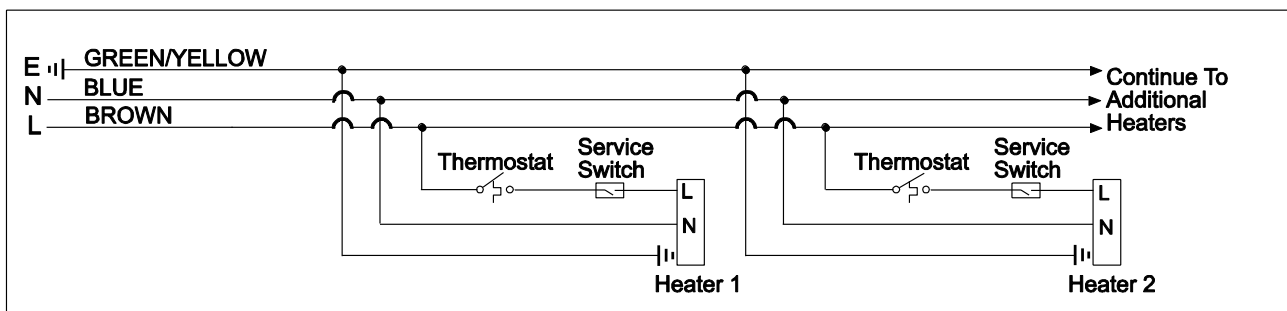 E GREEN/YELLOW
N BLUE
L BROWN
Continue To
Additional
Heaters
Thermostat
Service
Switch
L
N
Heater 1
Thermostat
Service
Switch
L
N
Heater 2